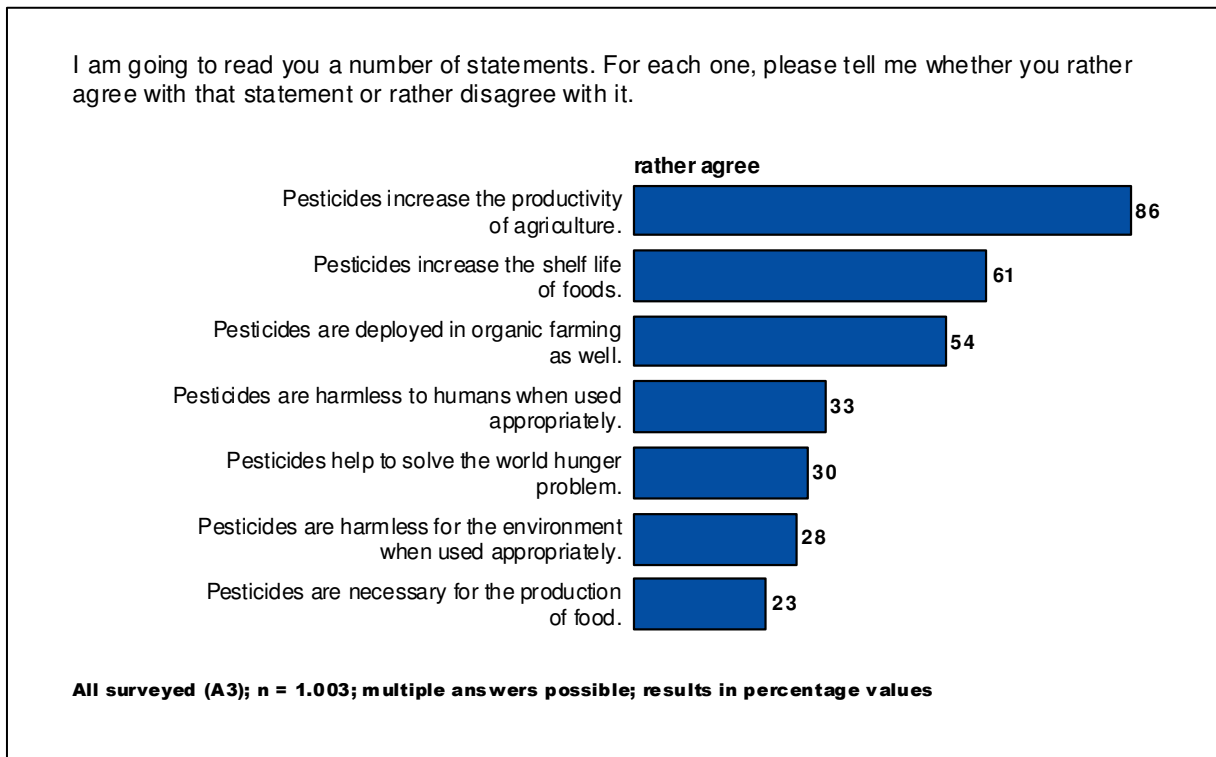 I am going to read you a number of statements. For each one, please tell me whether you rather
agree with that statement or rather disagree with it.
rather agree
Pesticides increase the productivity
of agriculture.
86
Pesticides increase the shelf life
of foods.
61
Pesticides are deployed in organic farming
as well.
54
Pesticides are harmless to humans when used
appropriately.
33
Pesticides help to solve the world hunger
problem.
30
Pesticides are harmless for the environment
when used appropriately.
28
Pesticides are necessary for the production
of food.
23
All surveyed (A3); n = 1.003; multiple answers possible; results in percentage values